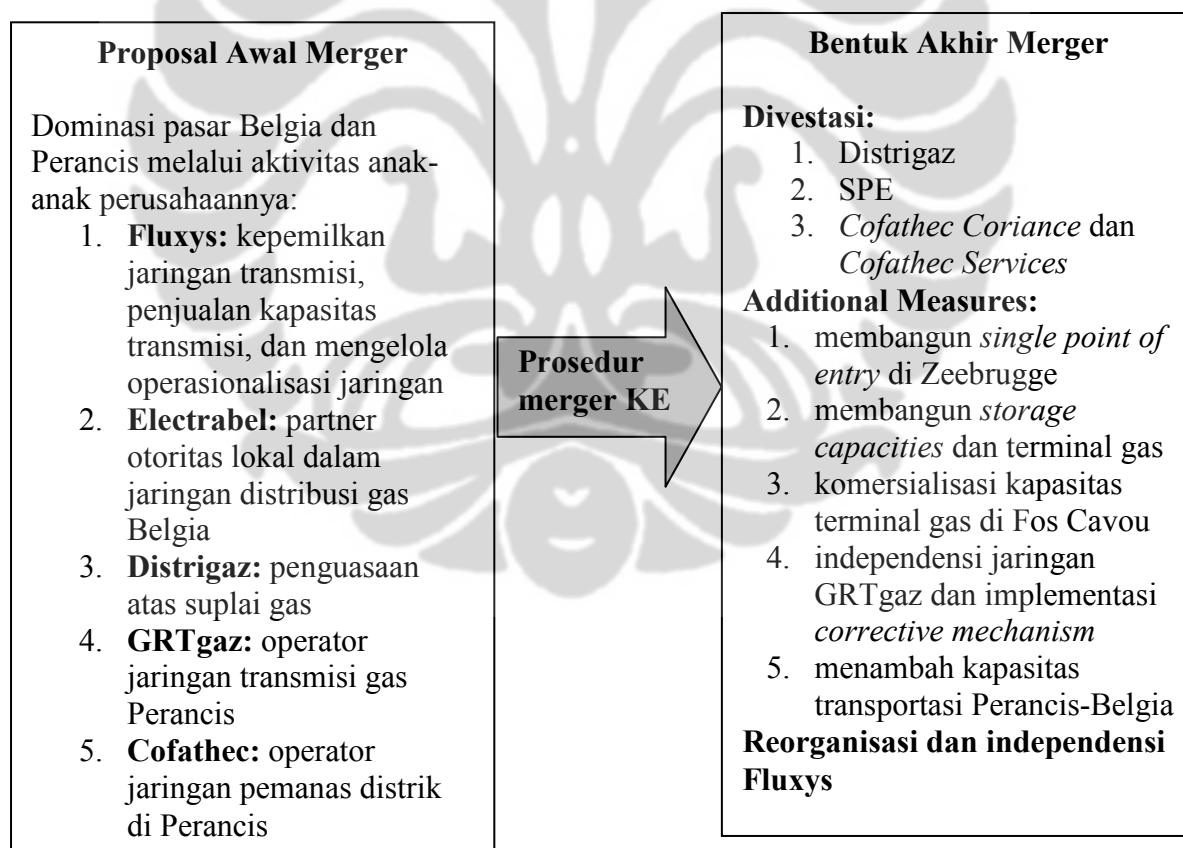 Proposal Awal Merger
Dominasi pasar Belgia dan
Perancis melalui aktivitas anak-
anak perusahaannya:
1. Fluxys: kepemilkan
jaringan transmisi,
penjualan kapasitas
transmisi, dan mengelola
operasionalisasi jaringan
2. Electrabel: partner
otoritas lokal dalam
jaringan distribusi gas
Belgia
3. Distrigaz: penguasaan
atas suplai gas
4. GRTgaz: operator
jaringan transmisi gas
Perancis
5. Cofathec: operator
jaringan pemanas distrik
di Perancis
Prosedur
merger KE
Bentuk Akhir Merger
Divestasi:
1. Distrigaz
2. SPE
3. Cofathec Coriance dan
Cofathec Services
Additional Measures:
1. membangun single point of
entry di Zeebrugge
2. membangun storage
capacities dan terminal gas
3. komersialisasi kapasitas
terminal gas di Fos Cavou
4. independensi jaringan
GRTgaz dan implementasi
corrective mechanism
5. menambah kapasitas
transportasi Perancis-Belgia
Reorganisasi dan independensi
Fluxys